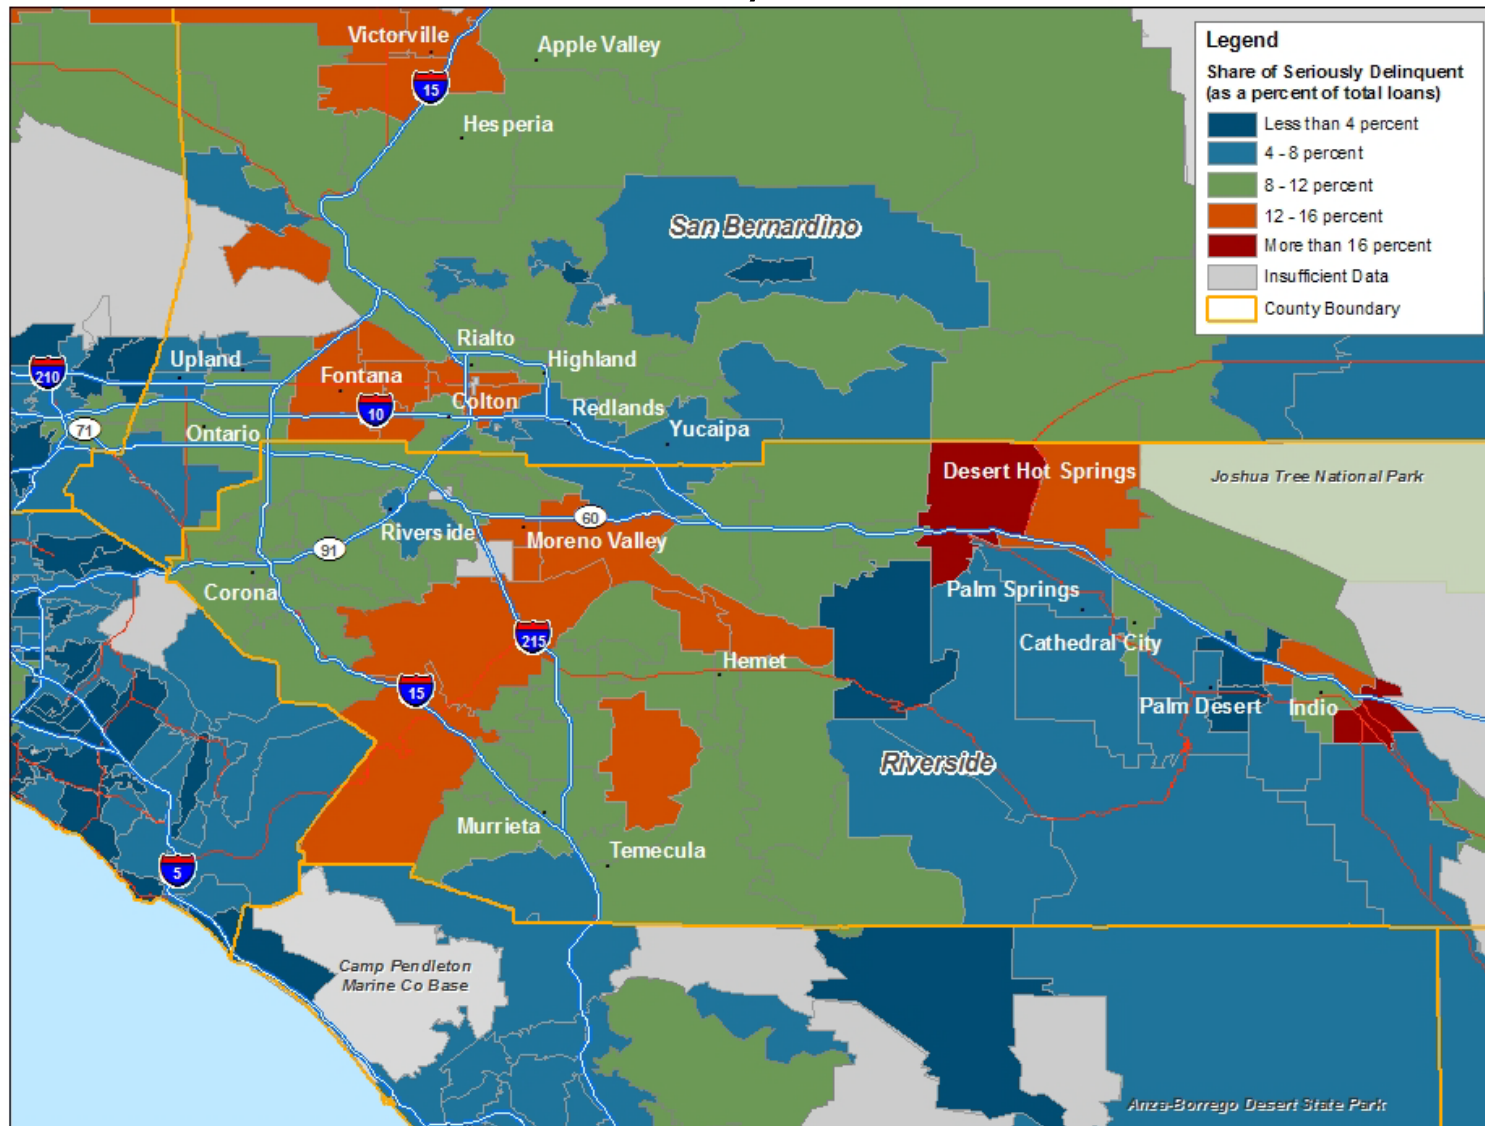 Legend
Share of Seriously Delinquent
(as a percent of total loans)
Less than 4 percent
4 - 8 percent
8 - 12 percent
12 - 16 percent
More than 16 percent
Insufficient Data
County Boundary
Victorville
Apple Valley
15
Hesperia
San Bernardino
Rialto
Upland
Highland
210
Fontana
10
Colton
Redlands
71
Ontario
Yucaipa
Desert Hot Springs
Joshua Tree National Park
60
Riverside
Moreno Valley
91
Corona
Palm Springs
215
Cathedral City
Hemet
15
Palm Desert
Indio
Riverside
Murrieta
Temecula
5
Camp Pendleton
Marine Co Base
Anza-Borrego Desert State Park